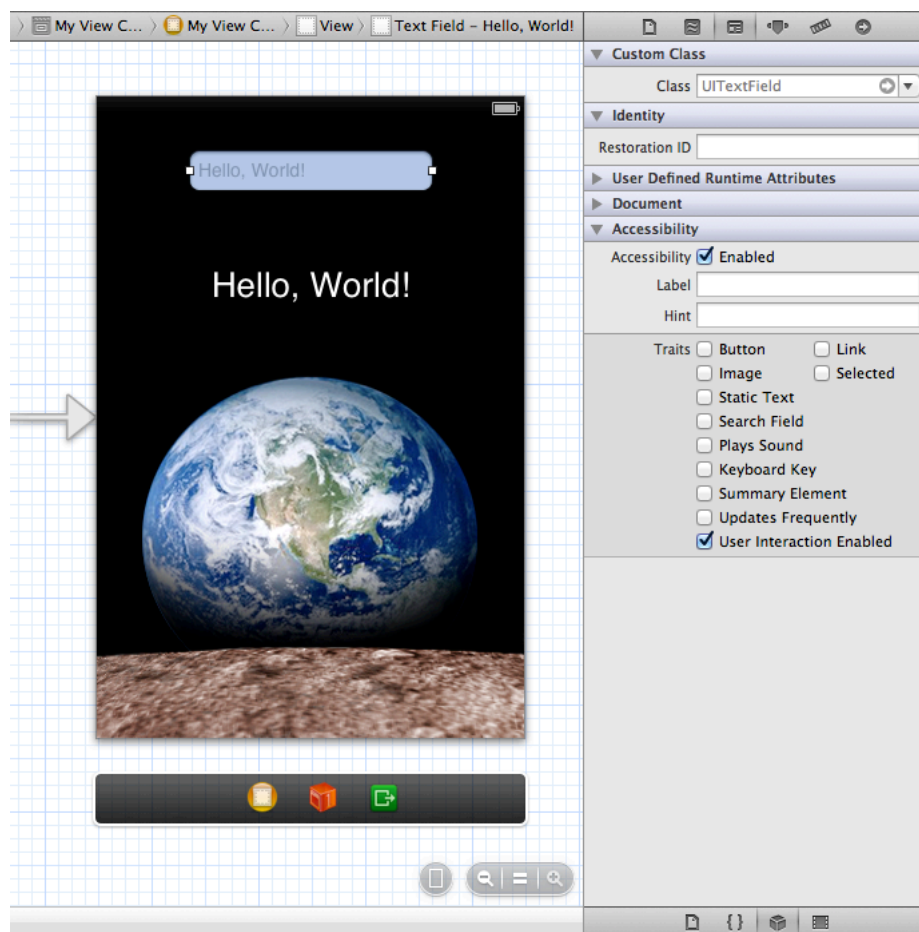 My View C... My View C... View Text Field – Hello, World!
Custom Class
Class UITextField
Identity
Restoration ID
User Defined Runtime Attributes
Document
Accessibility
Accessibility Enabled
Label
Hint
Traits Button Link
Image Selected
Static Text
Search Field
Plays Sound
Keyboard Key
Summary Element
Updates Frequently
User Interaction Enabled
Hello, World!
Hello, World!